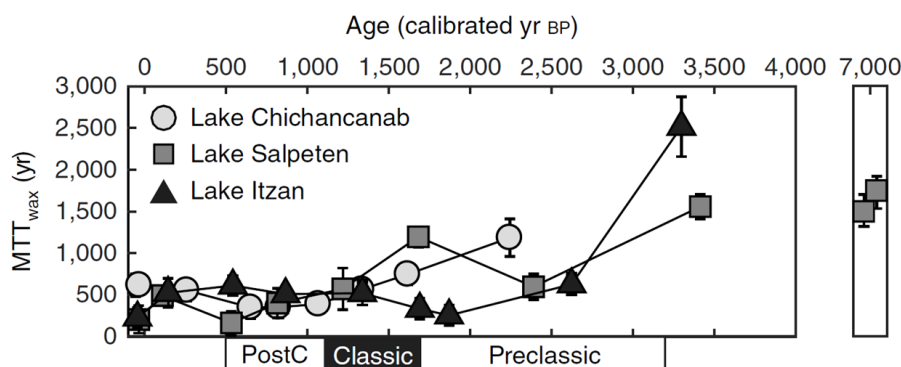 Age (calibrated yr BP)
0 500 1,000 1,500 2,000 2,500 3,000 3,500 4,000 7,000
3,000
2,500
2,000
1,500
1,000
500
0
MTTwax (yr)
Lake Chichancanab
Lake Salpeten
Lake Itzan
PostC Classic Preclassic